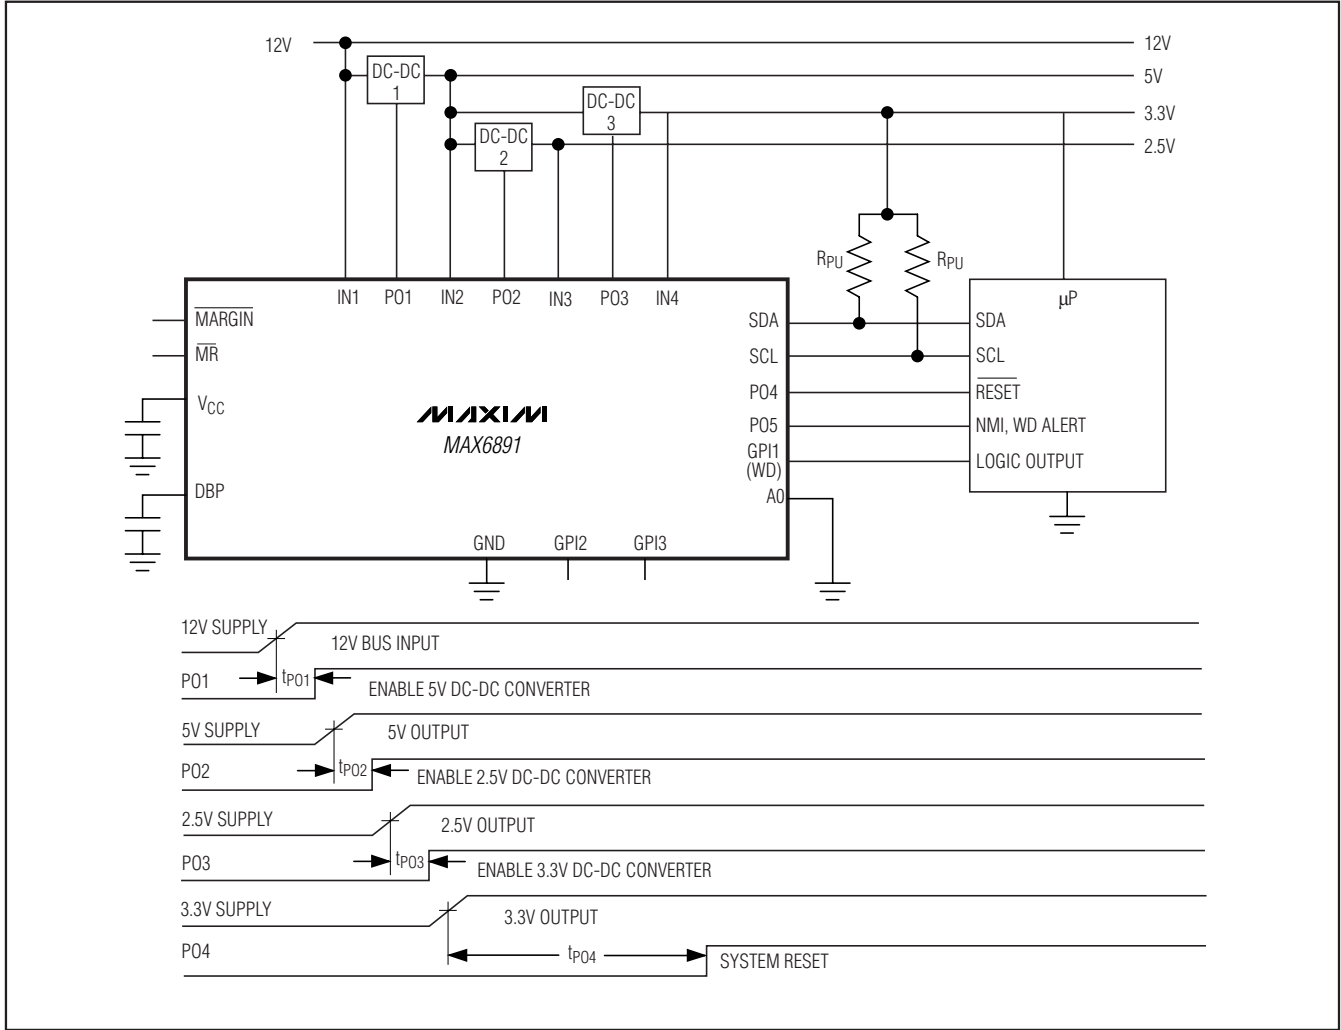 12V
12V
DC-DC
1
5V
DC-DC
3
3.3V
DC-DC
2
2.5V
RPU
RPU
IN1 PO1 IN2 PO2 IN3 PO3 IN4
μP
MARGIN
SDA
SDA
MR
SCL
SCL
VCC
PO4
RESET
MAXIM
MAX6891
PO5
NMI, WD ALERT
GPI1
(WD)
LOGIC OUTPUT
DBP
A0
GND GPI2 GPI3
12V SUPPLY
12V BUS INPUT
PO1
tPO1
ENABLE 5V DC-DC CONVERTER
5V SUPPLY
5V OUTPUT
PO2
tPO2
ENABLE 2.5V DC-DC CONVERTER
2.5V SUPPLY
2.5V OUTPUT
PO3
tPO3
ENABLE 3.3V DC-DC CONVERTER
3.3V SUPPLY
3.3V OUTPUT
PO4
tPO4
SYSTEM RESET